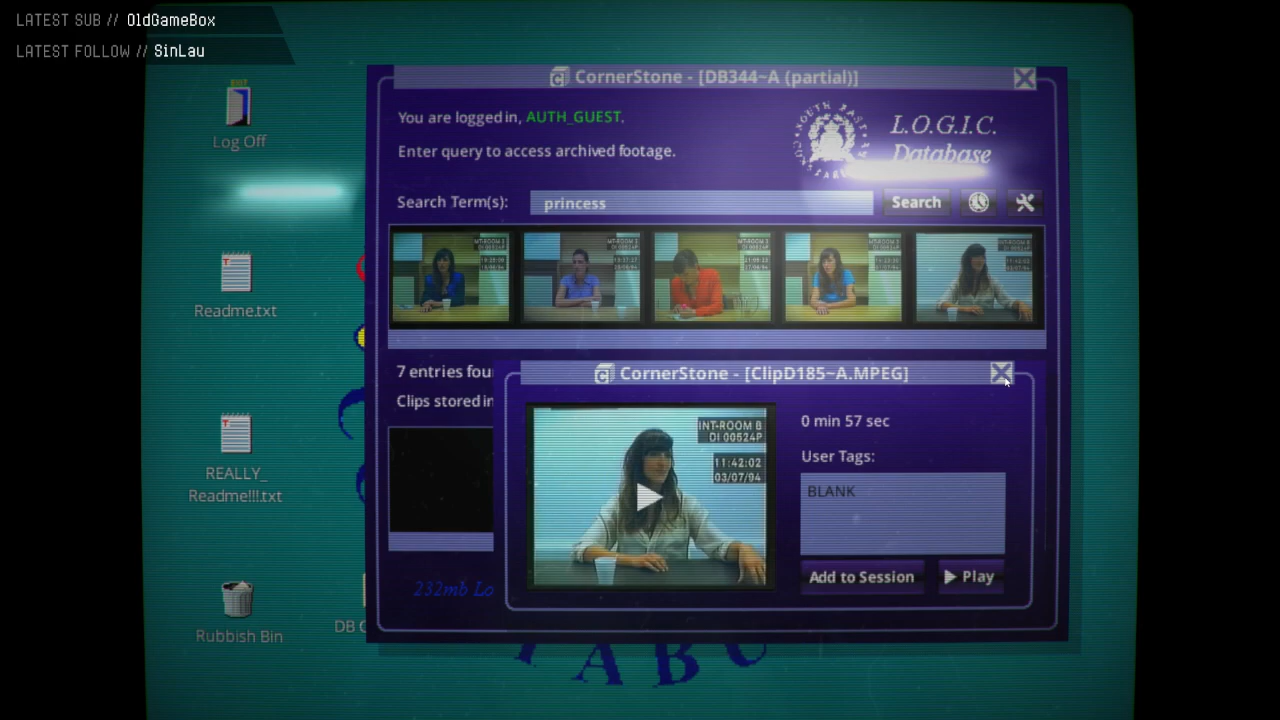 LATEST SUB // OldGameBox
LATEST FOLLOW // SinLau
CornerStone - [DB344~A (partial)]
You are logged in, AUTH_GUEST.
Enter query to access archived footage.
L.O.G.I.C.
Database
Search Term(s):
princess
Search
Log Off
Readme.txt
REALLY_
Readme!!!.txt
Rubbish Bin
7 entries fou
Clips stored in
232mb Lo
DB
CornerStone - [ClipD185~A.MPEG]
INT-ROOM B
DI 00524P
11:42:02
03/07/94
0 min 57 sec
User Tags:
BLANK
Add to Session
Play